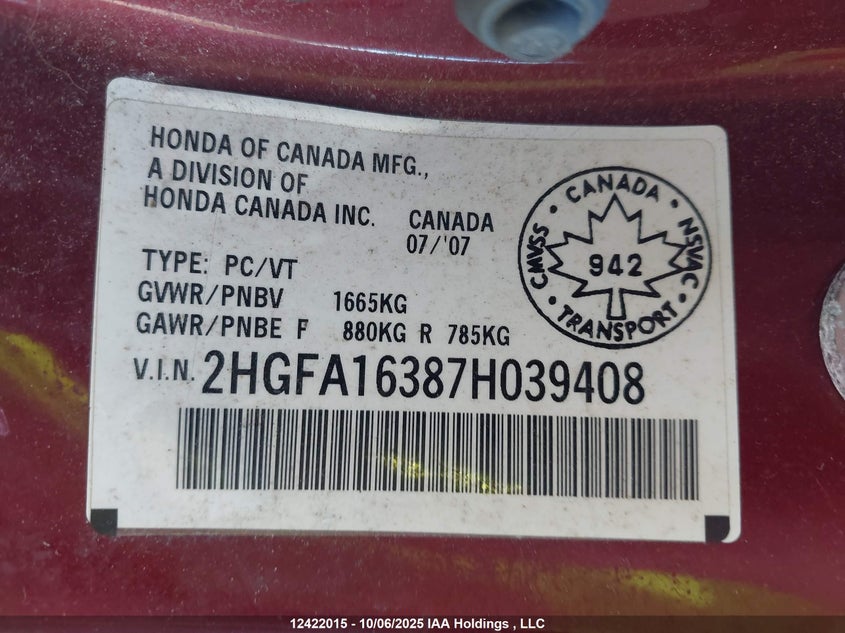 HONDA OF CANADA MFG.,
A DIVISION OF
HONDA CANADA INC. CANADA
07/'07
TYPE: PC/VT
GVWR/PNBV 1665KG
GAWR/PNBE F 880KG R 785KG
V.I.N. 2HGFA16387H039408
CANADA
CMVSS 942 NSVAC
TRANSPORT
12422015 - 10/06/2025 IAA Holdings , LLC